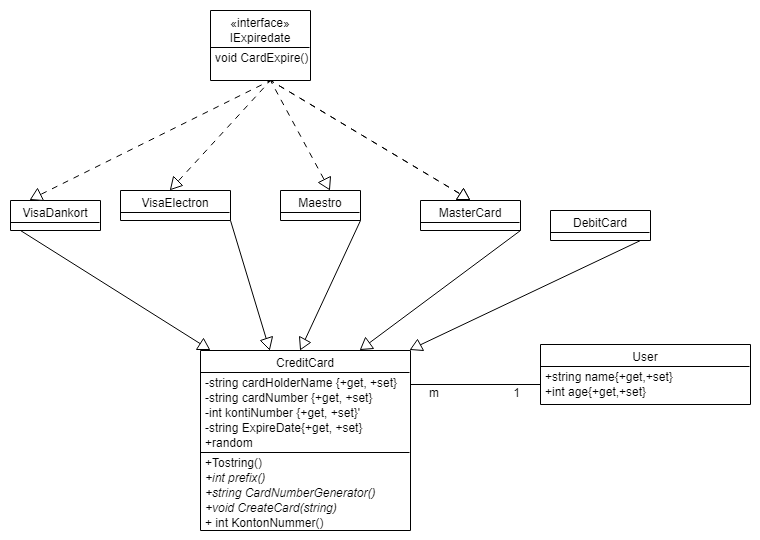 «interface»
IExpiredate
void CardExpire()
VisaDankort
VisaElectron
Maestro
MasterCard
DebitCard
CreditCard
-string cardHolderName {+get, +set}
-string cardNumber {+get, +set}
-int kontiNumber {+get, +set}'
-string ExpireDate{+get, +set}
+random
+Tostring()
+int prefix()
+string CardNumberGenerator()
+void CreateCard(string)
+ int KontonNummer()
m
1
User
+string name{+get,+set}
+int age{+get,+set}